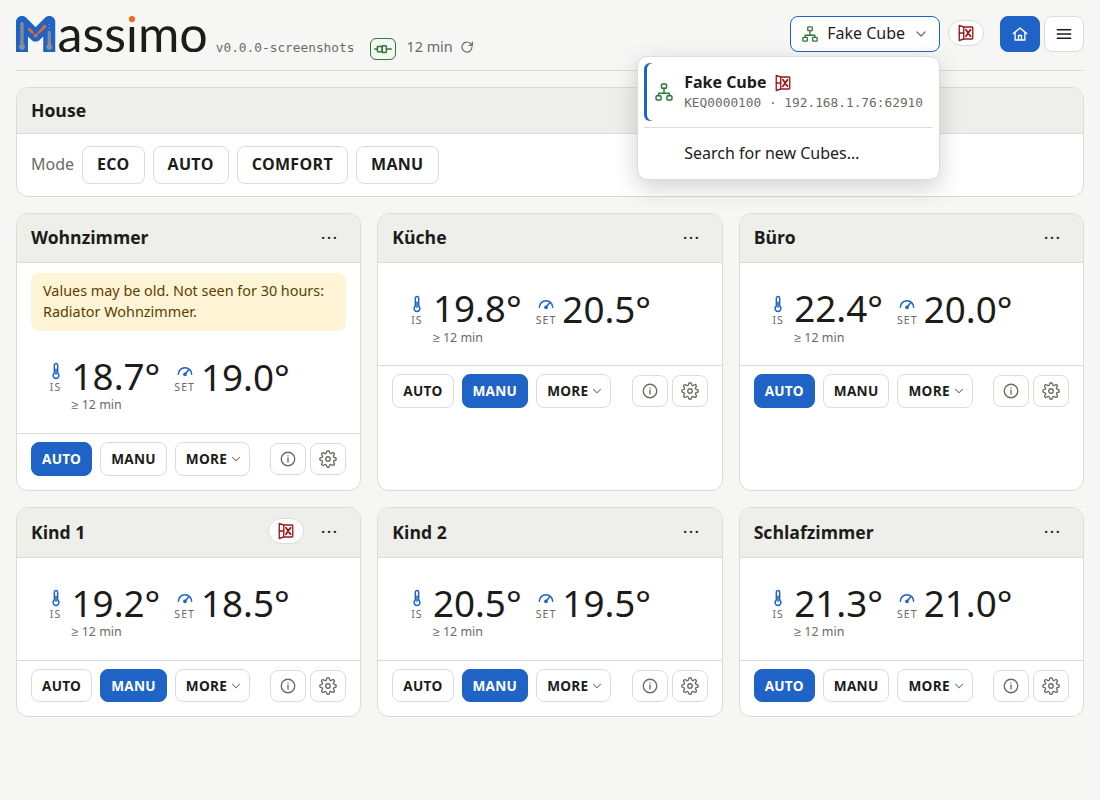 Massimo v0.0.0-screenshots 12 min Fake Cube
Fake Cube
KEQ0000100 · 192.168.1.76:62910
Search for new Cubes...
House
Mode ECO AUTO COMFORT MANU
Wohnzimmer ...
Values may be old. Not seen for 30 hours:
Radiator Wohnzimmer.
IS 18.7° SET 19.0°
≥ 12 min
AUTO MANU MORE
Küche ...
IS 19.8° SET 20.5°
≥ 12 min
AUTO MANU MORE
Büro ...
IS 22.4° SET 20.0°
≥ 12 min
AUTO MANU MORE
Kind 1 ...
IS 19.2° SET 18.5°
≥ 12 min
AUTO MANU MORE
Kind 2 ...
IS 20.5° SET 19.5°
≥ 12 min
AUTO MANU MORE
Schlafzimmer ...
IS 21.3° SET 21.0°
≥ 12 min
AUTO MANU MORE